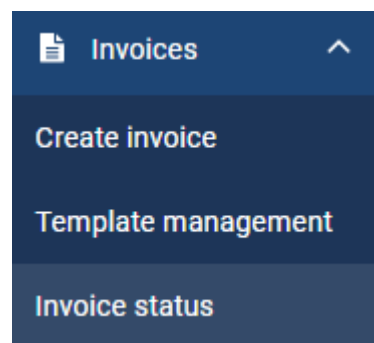 Invoices
Create invoice
Template management
Invoice status